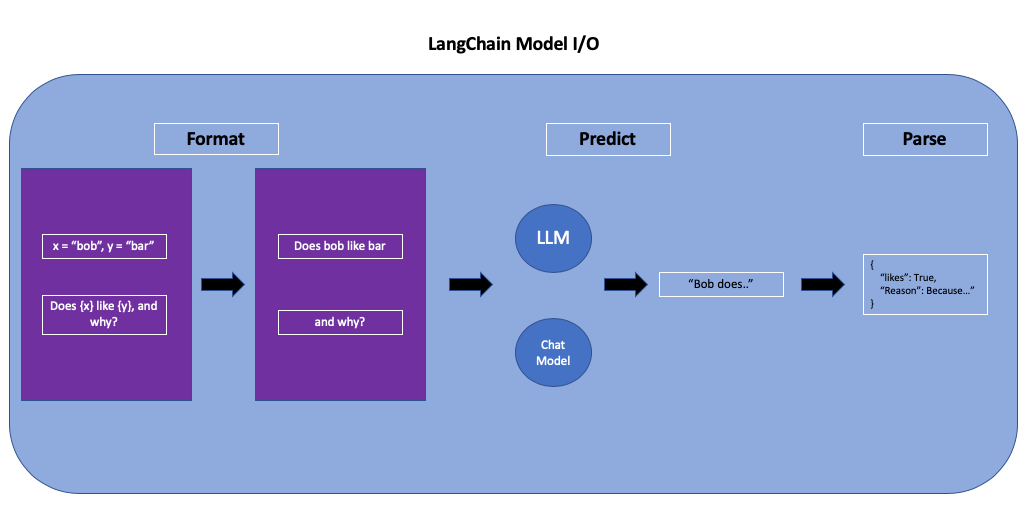 LangChain Model I/O
Format
Predict
Parse
x = “bob”, y = “bar”
Does {x} like {y}, and
why?
Does bob like bar
and why?
LLM
Chat
Model
“Bob does..”
{
“likes”: True,
“Reason”: Because…”
}